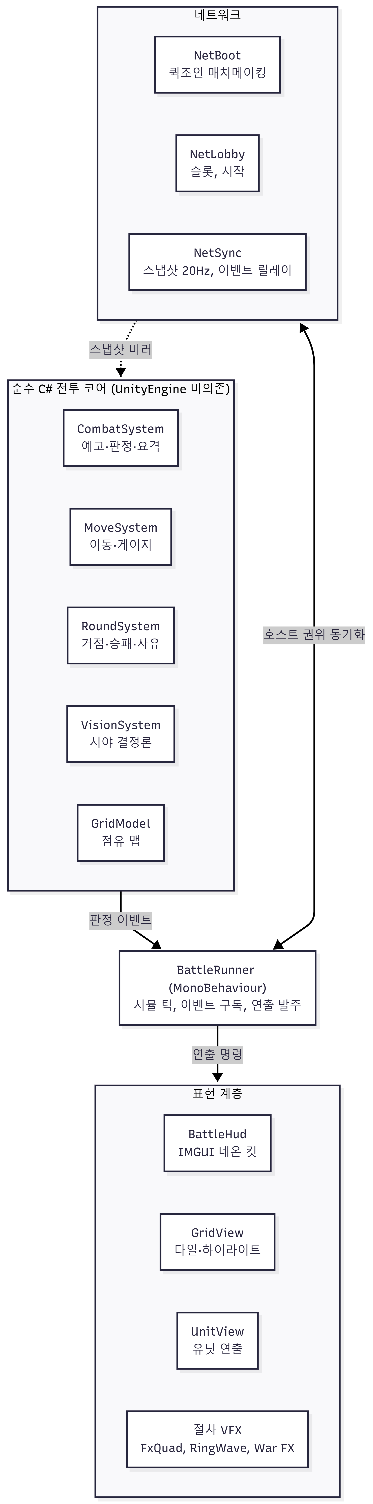 네트워크
NetBoot
퀵조인 매치메이킹
NetLobby
슬롯, 시작
NetSync
스냅샷 20Hz, 이벤트 릴레이
스냅샷 미러
순수 C# 전투 코어 (UnityEngine 비의존)
CombatSystem
예고·판정·요격
MoveSystem
이동·게이지
RoundSystem
거점·승패·사유
호스트 권위 동기화
VisionSystem
시야 결정론
GridModel
점유 맵
판정 이벤트
BattleRunner
(MonoBehaviour)
시뮬 틱, 이벤트 구독, 연출 발주
연출 명령
표현 계층
BattleHud
IMGUI 네온 킷
GridView
타일·하이라이트
UnitView
유닛 연출
절차 VFX
FxQuad, RingWave, War FX